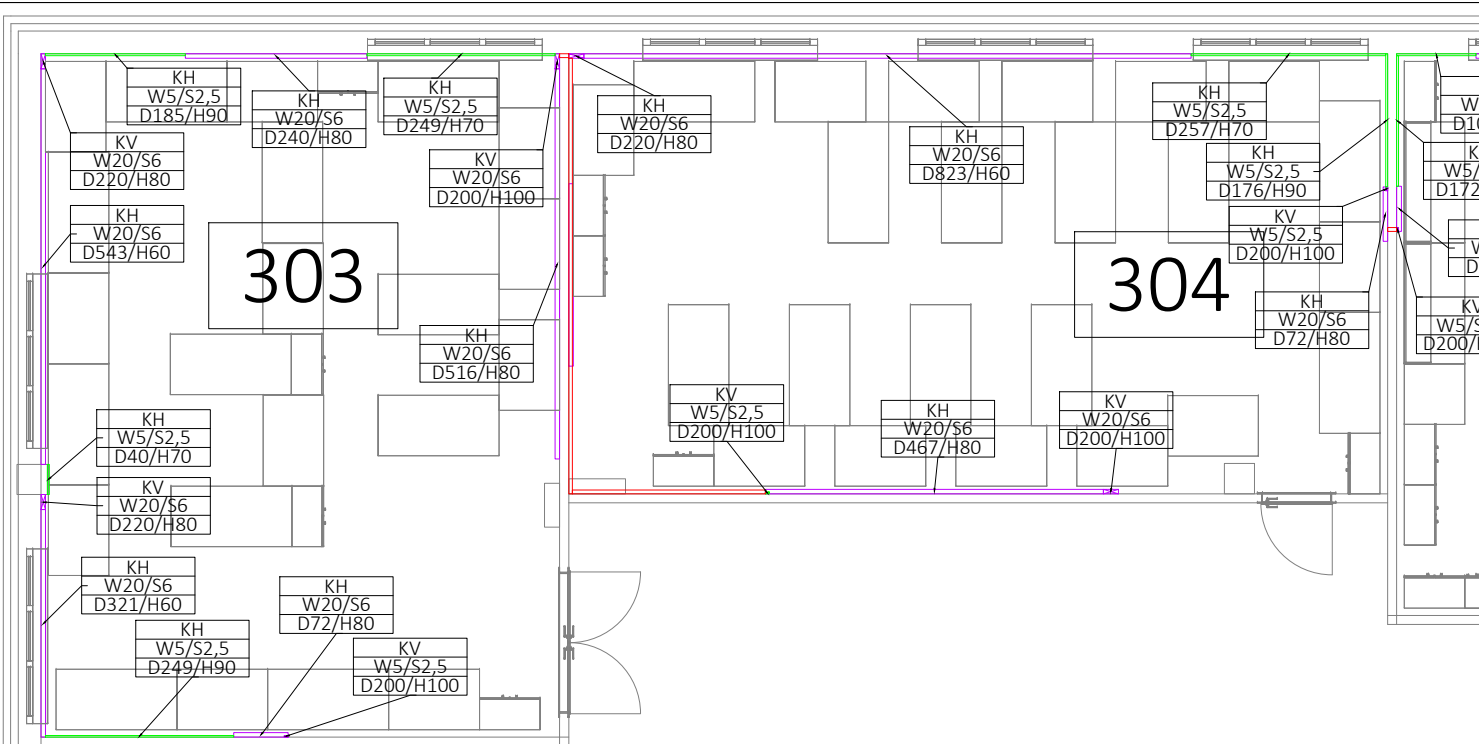 KH
W5/S2,5
D185/H90
KH
W20/S6
D240/H80
KH
W5/S2,5
D249/H70
KV
W20/S6
D220/H80
KV
W20/S6
D200/H100
KH
W20/S6
D543/H60
303
KH
W20/S6
D516/H80
KH
W5/S2,5
D40/H70
KV
W20/S6
D220/H80
KH
W20/S6
D321/H60
KH
W20/S6
D72/H80
KH
W5/S2,5
D249/H90
KV
W5/S2,5
D200/H100
KH
W20/S6
D220/H80
KH
W20/S6
D823/H60
KH
W5/S2,5
D257/H70
KH
W5/S2,5
D176/H90
KV
W5/S2,5
D200/H100
304
KH
W20/S6
D72/H80
KV
W5/S2,5
D200/H100
KH
W20/S6
D467/H80
KV
W20/S6
D200/H100
W5/
D172
KV
D200/